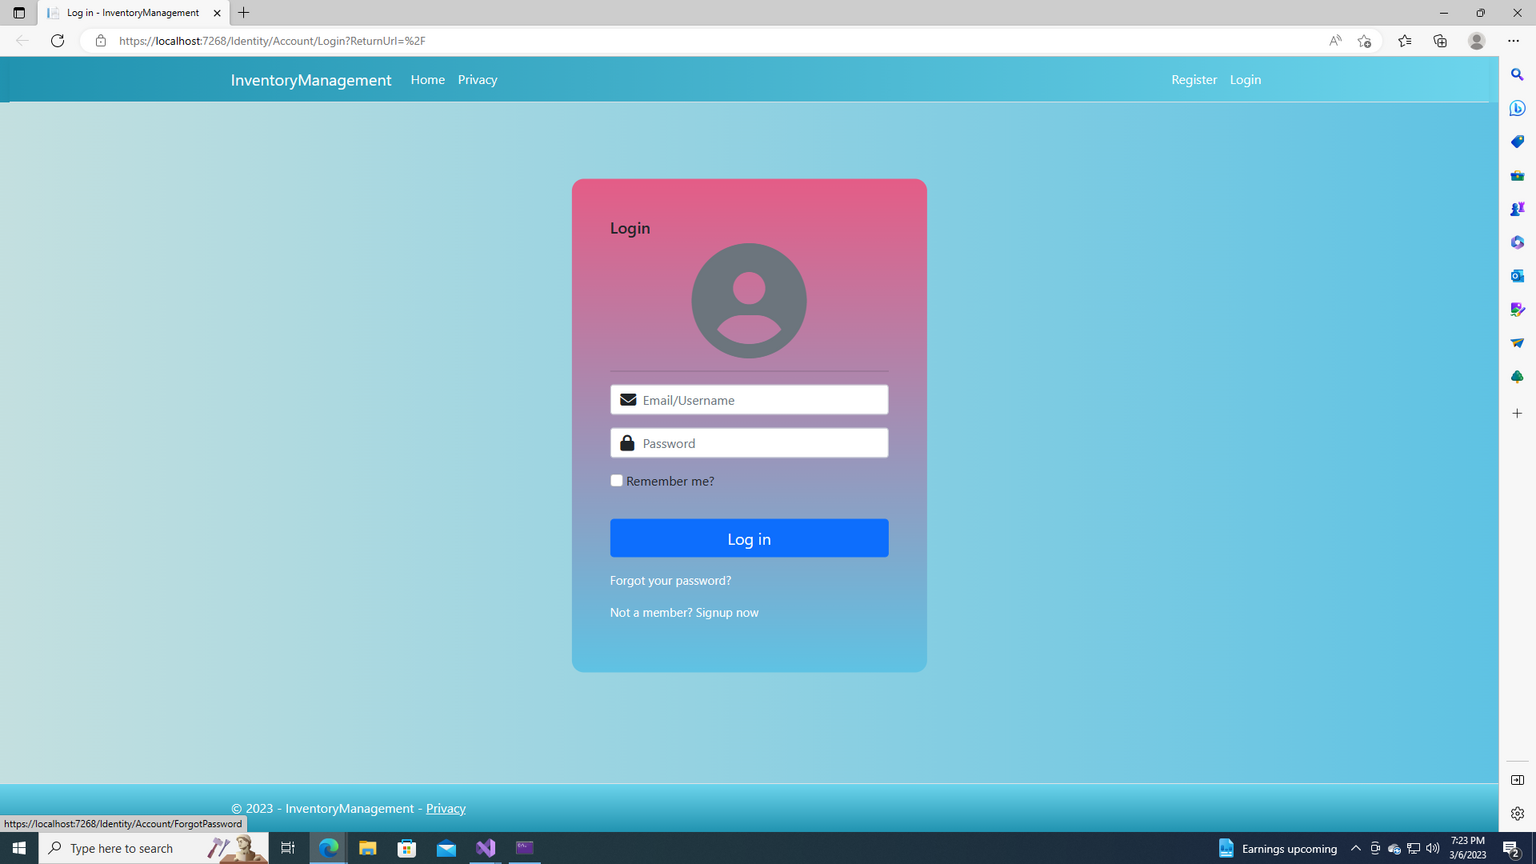 Log in - InventoryManagement
https://localhost:7268/Identity/Account/Login?ReturnUrl=%2F
InventoryManagement Home Privacy Register Login
Login
Email/Username
Password
Remember me?
Log in
Forgot your password?
Not a member? Signup now
© 2023 - InventoryManagement - Privacy
https://localhost:7268/Identity/Account/ForgotPassword
Type here to search
Earnings upcoming
7:23 PM
3/6/2023
2